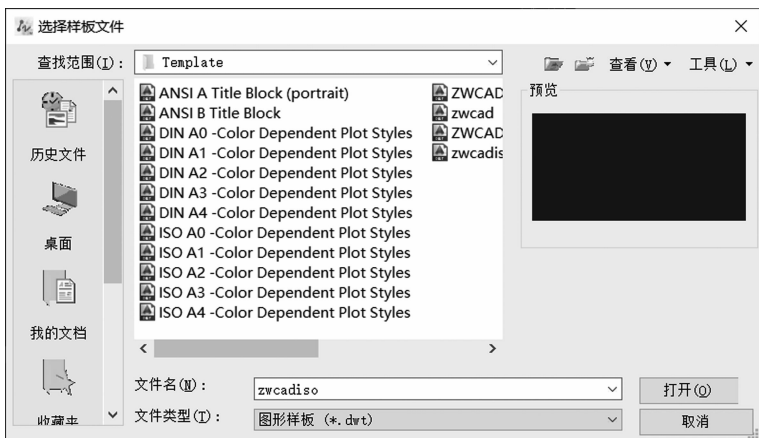 选择样板文件
查找范围(I): Template 查看(V) 工具(L)
历史文件
桌面
我的文档
收藏夹
ANSI A Title Block (portrait)
ANSI B Title Block
DIN A0 -Color Dependent Plot Styles
DIN A1 -Color Dependent Plot Styles
DIN A2 -Color Dependent Plot Styles
DIN A3 -Color Dependent Plot Styles
DIN A4 -Color Dependent Plot Styles
ISO A0 -Color Dependent Plot Styles
ISO A1 -Color Dependent Plot Styles
ISO A2 -Color Dependent Plot Styles
ISO A3 -Color Dependent Plot Styles
ISO A4 -Color Dependent Plot Styles
ZWCAD
zwcad
ZWCAD
zwcadis
预览
文件名(N): zwcadiso 打开(O)
文件类型(T): 图形样板 (*.dwt) 取消